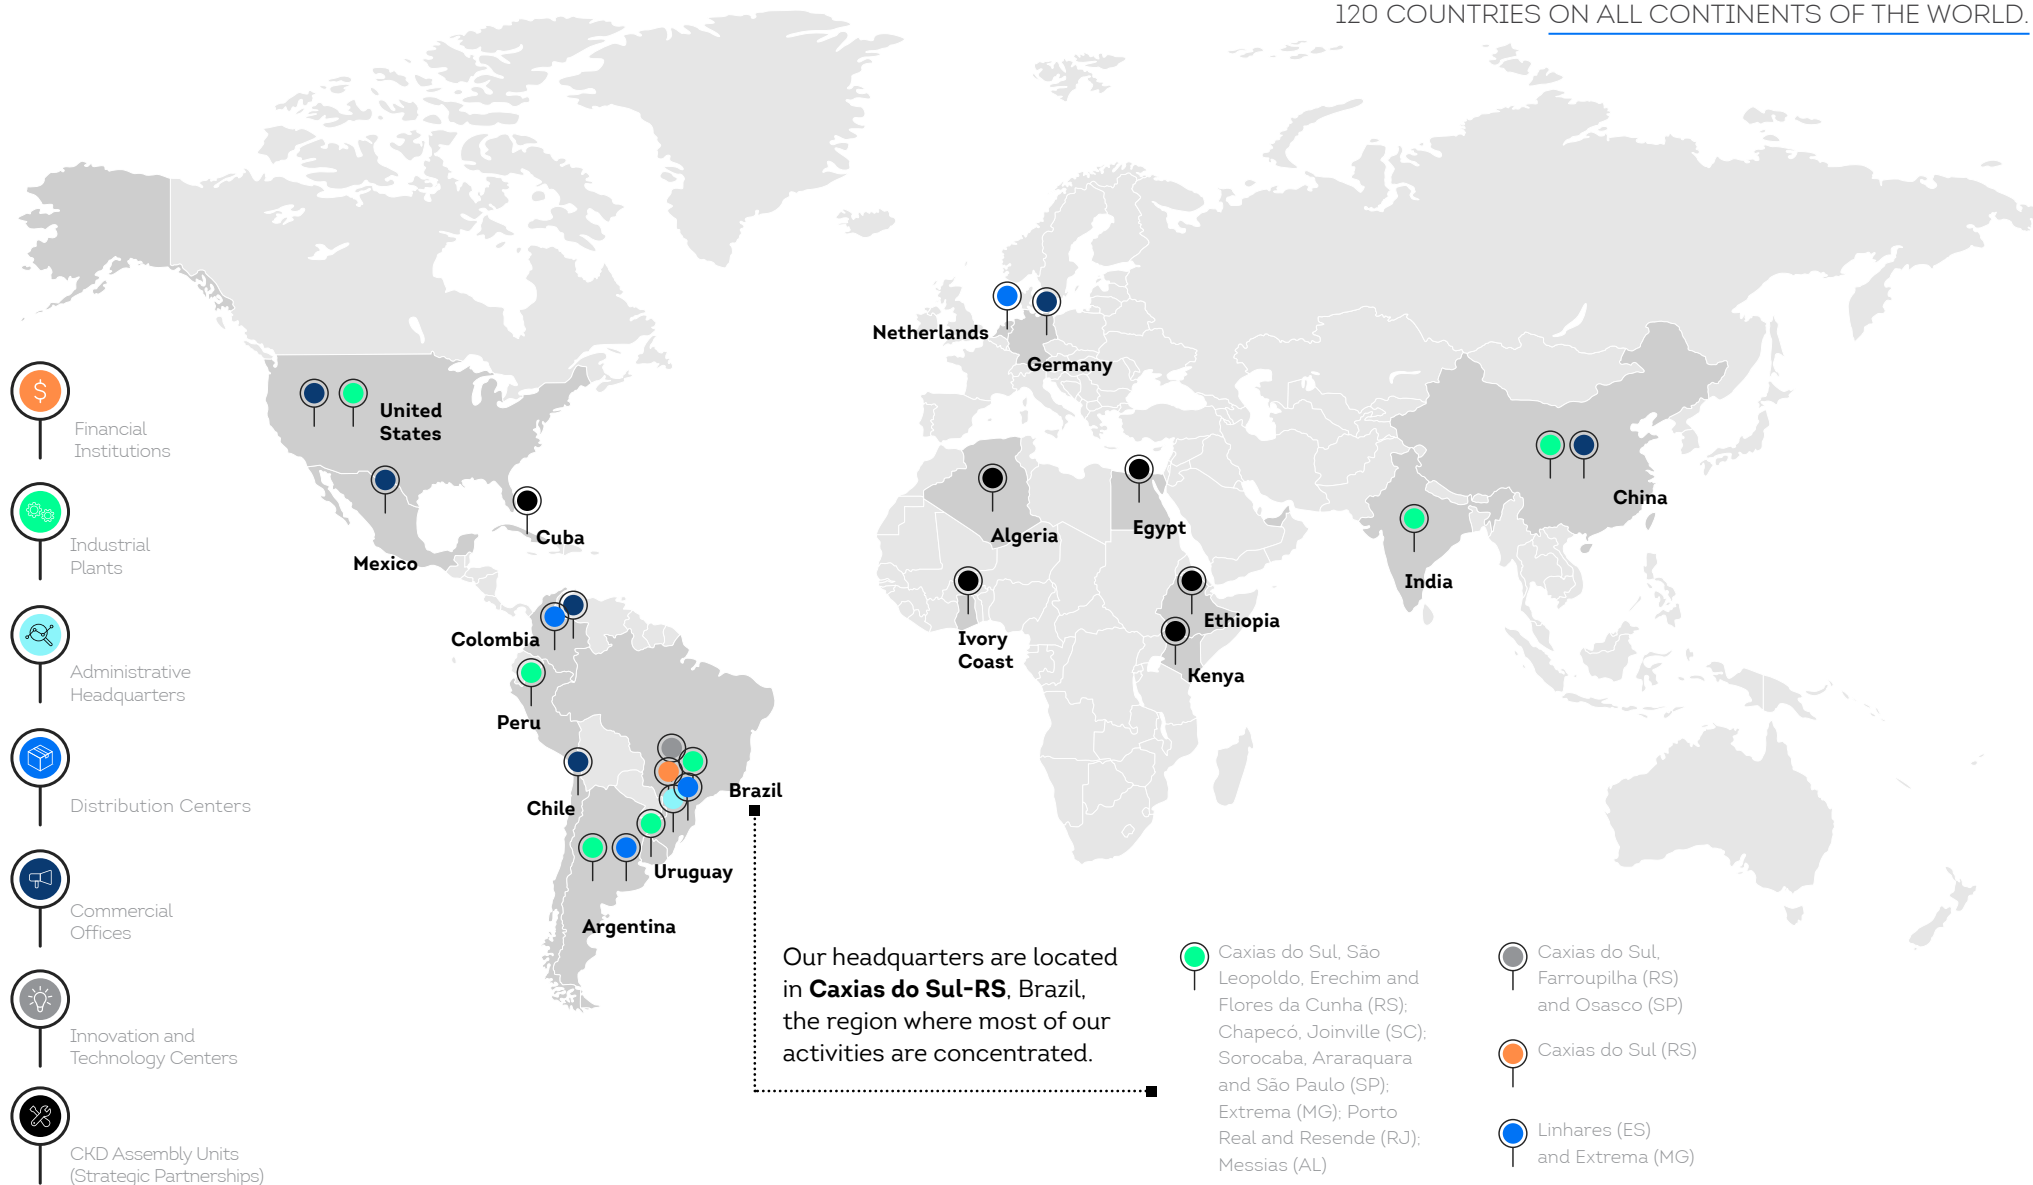 120 COUNTRIES ON ALL CONTINENTS OF THE WORLD.
Financial
Institutions
Industrial
Plants
Administrative
Headquarters
Distribution Centers
Commercial
Offices
Innovation and
Technology Centers
CKD Assembly Units
(Strategic Partnerships)
United
States
Mexico
Cuba
Colombia
Peru
Chile
Brazil
Uruguay
Argentina
Netherlands
Germany
Algeria
Egypt
Ivory
Coast
Ethiopia
Kenya
India
China
Our headquarters are located
in Caxias do Sul-RS, Brazil,
the region where most of our
activities are concentrated.
Caxias do Sul, São
Leopoldo, Erechim and
Flores da Cunha (RS);
Chapecó, Joinville (SC);
Sorocaba, Araraquara
and São Paulo (SP);
Extrema (MG); Porto
Real and Resende (RJ);
Messias (AL)
Caxias do Sul,
Farroupilha (RS)
and Osasco (SP)
Caxias do Sul (RS)
Linhares (ES)
and Extrema (MG)